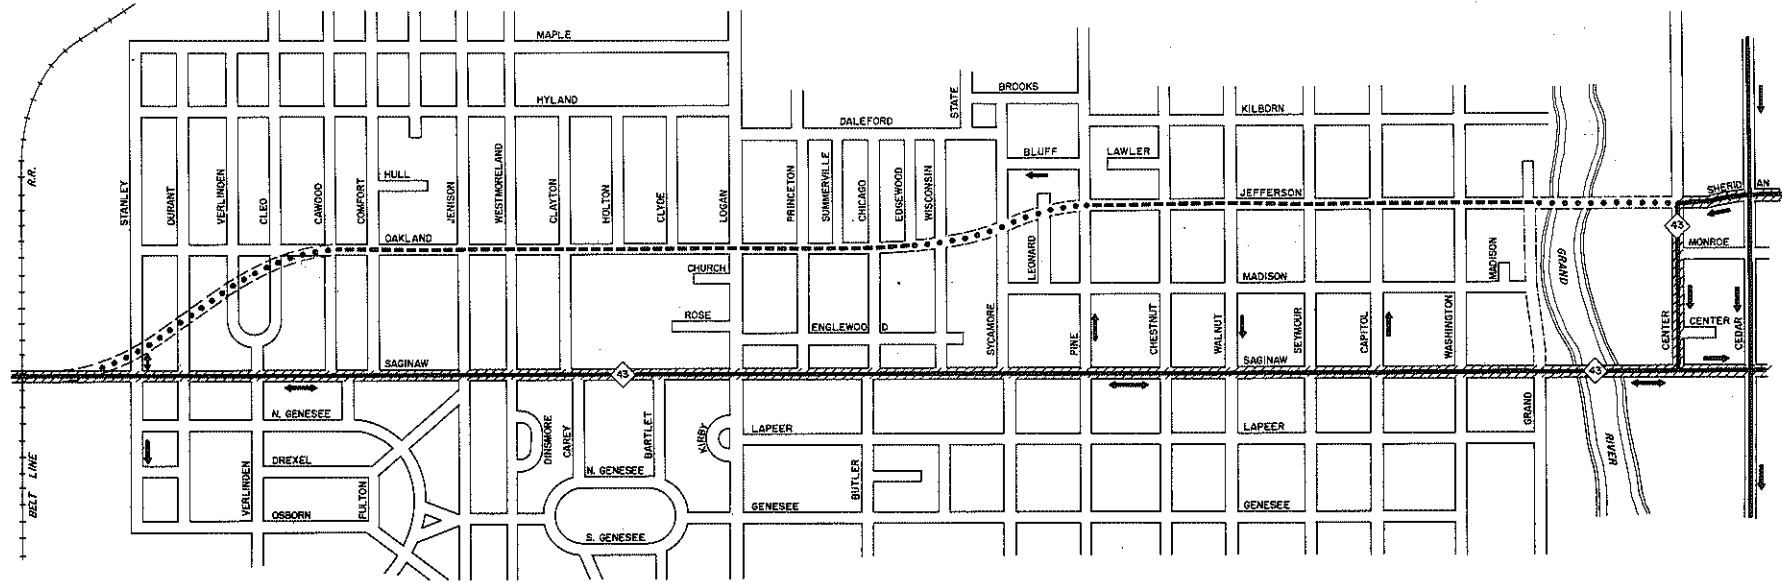 MAPLE
HYLAND
BROOKS
STATE
KILBORN
DALEFORD
BLUFF
LAWLER
R.R.
STANLEY
DURANT
VERLINDEN
CLEO
CAWOOD
COMFORT
HULL
JENISON
WESTMORELAND
CLAYTON
HOLTON
CLYDE
LOGAN
PRINCETON
SUMMERVILLE
CHICAGO
EDGEWOOD
WISCONSIN
JEFFERSON
SHERIDAN
OAKLAND
43
MONROE
CHURCH
LEONARD
MADISON
MADISON
GRAND
ROSE
ENGLEWOOD
SYCAMORE
PINE
CHESTNUT
WALNUT
SEYMOUR
CAPITOL
WASHINGTON
CENTER
CENTER
CEDAR
SAGINAW
SAGINAW
43
43
N. GENESEE
DINSMORE
CAREY
BARTLET
KIRBY
LAPEER
LAPEER
GRAND
RIVER
DREXEL
N. GENESEE
BELT LINE
VERLINDEN
FULTON
BUTLER
OSBORN
GENESEE
GENESEE
S. GENESEE